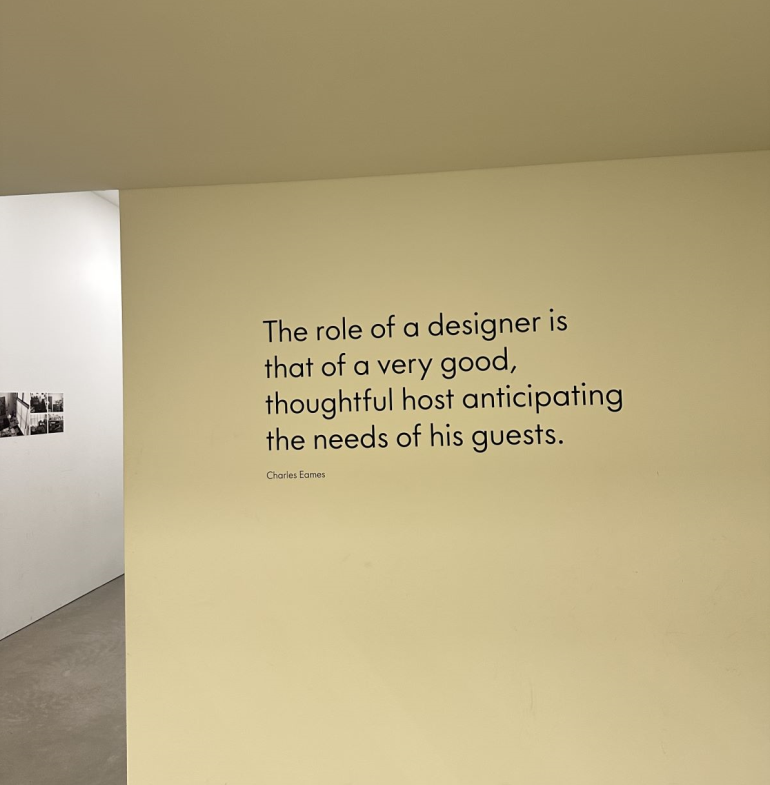 The role of a designer is
that of a very good,
thoughtful host anticipating
the needs of his guests.
Charles Eames